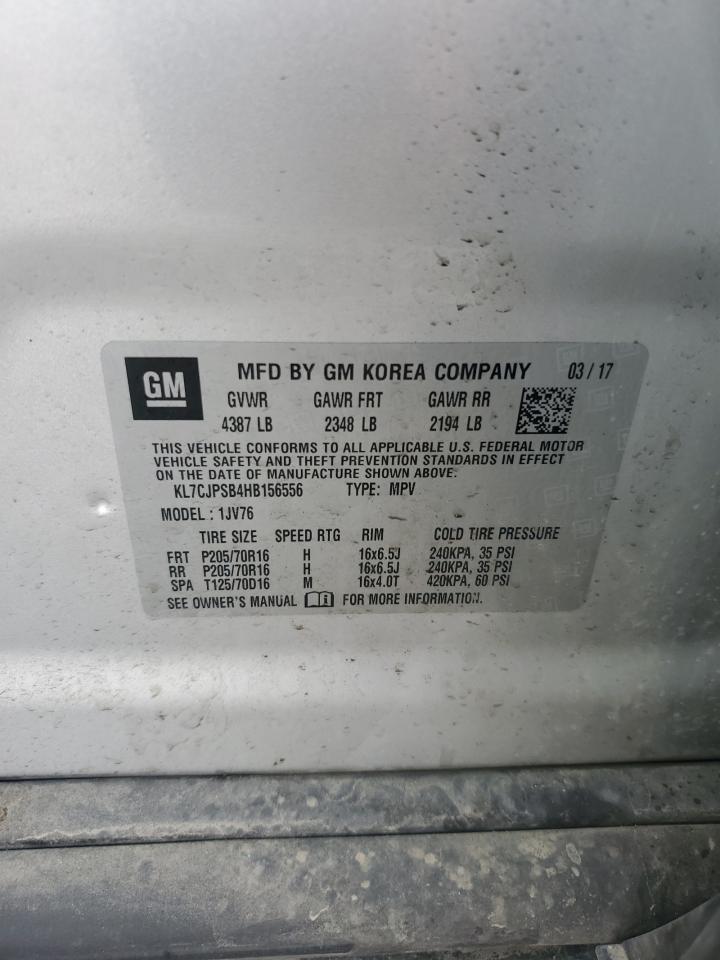 GM MFD BY GM KOREA COMPANY 03 / 17
GVWR GAWR FRT GAWR RR
4387 LB 2348 LB 2194 LB
THIS VEHICLE CONFORMS TO ALL APPLICABLE U.S. FEDERAL MOTOR
VEHICLE SAFETY AND THEFT PREVENTION STANDARDS IN EFFECT
ON THE DATE OF MANUFACTURE SHOWN ABOVE.
KL7CJPSB4HB156556 TYPE: MPV
MODEL : 1JV76
TIRE SIZE SPEED RTG RIM COLD TIRE PRESSURE
FRT P205/70R16 H 16x6.5J 240KPA, 35 PSI
RR P205/70R16 H 16x6.5J 240KPA, 35 PSI
SPA T125/70D16 M 16x4.0T 420KPA, 60 PSI
SEE OWNER'S MANUAL FOR MORE INFORMATION.